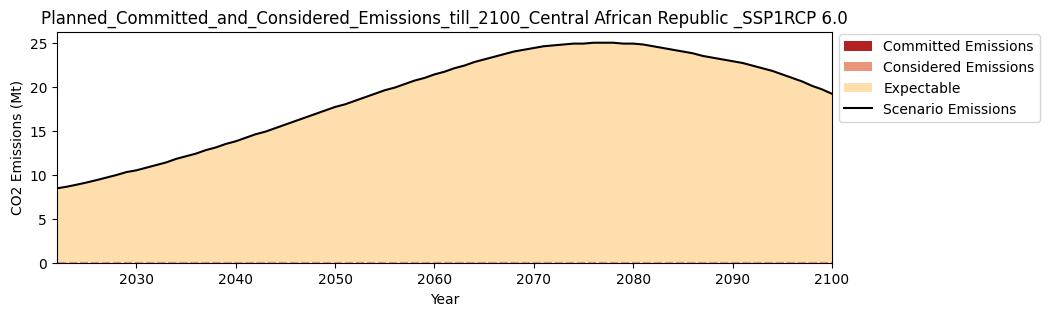 Planned_Committed_and_Considered_Emissions_till_2100_Central African Republic _SSP1RCP 6.0
Committed Emissions
Considered Emissions
Expectable
Scenario Emissions
CO2 Emissions (Mt)
25
20
15
10
5
0
2030 2040 2050 2060 2070 2080 2090 2100
Year